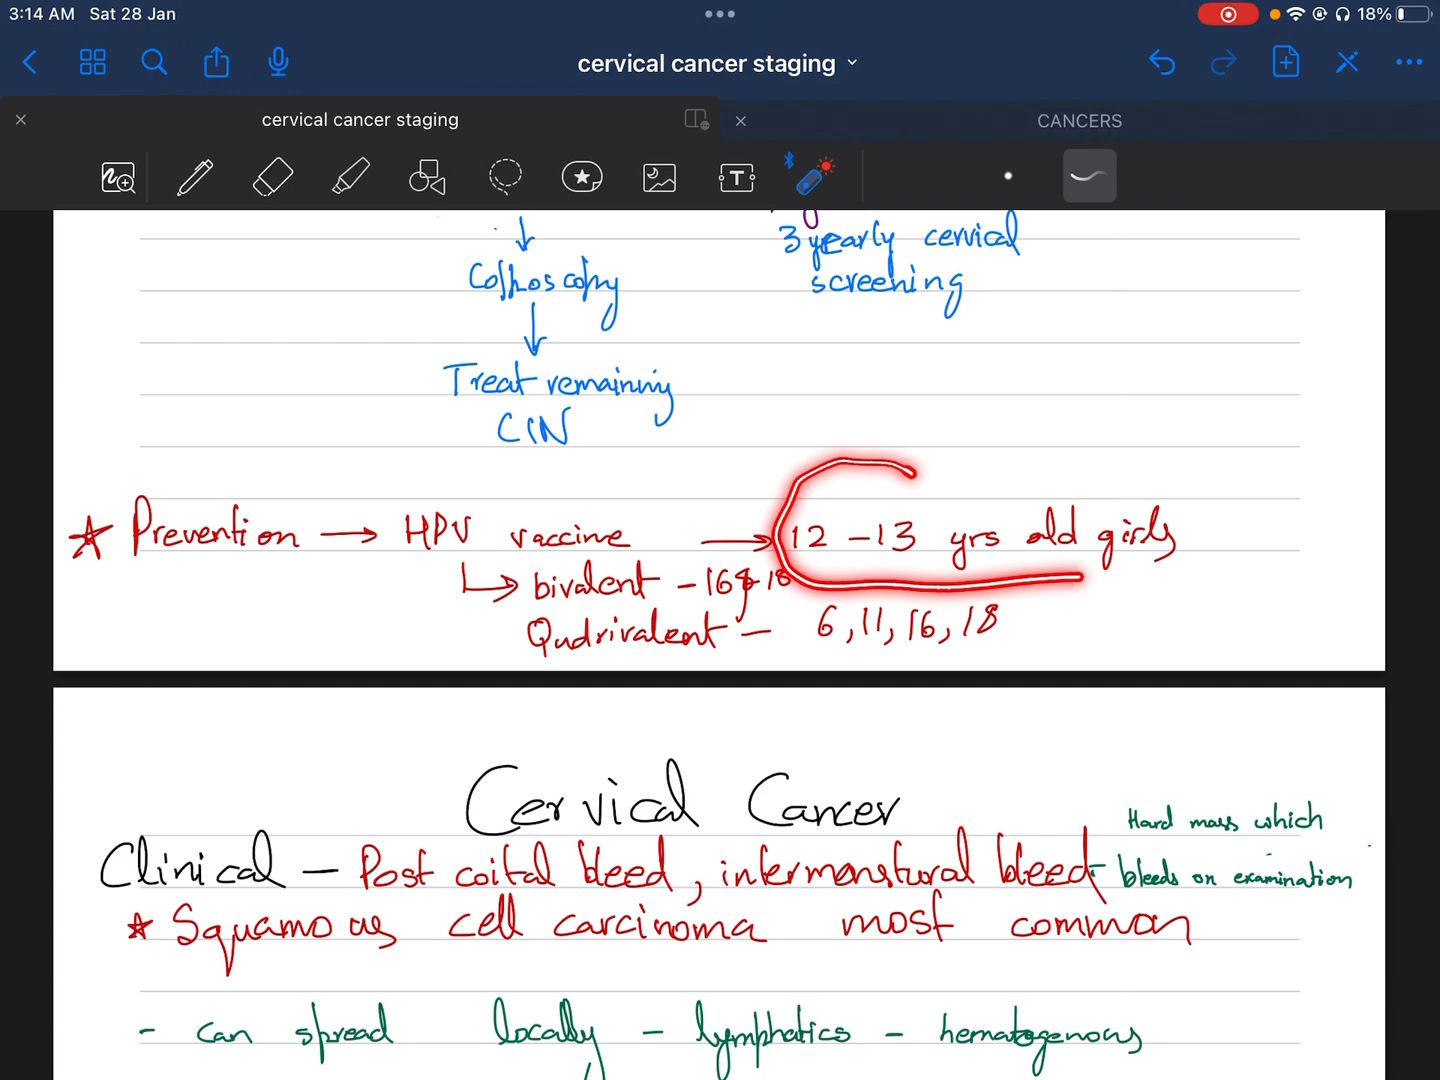 3:14 AM Sat 28 Jan
18%
cervical cancer staging
cervical cancer staging
CANCERS
3 yearly cervical
screening
Colposcopy
Treat remaining
CIN
Prevention → HPV vaccine → 12 - 13 yrs old girls
↳ bivalent - 16 & 18
Qudrivalent - 6, 11, 16, 18
Cervical Cancer
Hard mass which
bleeds on examination
Clinical - Post coital bleed, intermenstural bleed
* Squamous cell carcinoma most common
- can spread locally - lymphatics - hematogenous